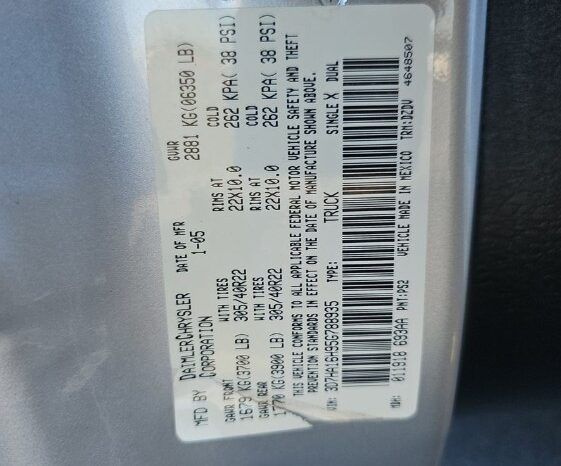 MFD BY DAIMLERCHRYSLER CORPORATION DATE OF MFR 1-05 GVWR 2881 KG(06350 LB)
GAWR FRONT WITH TIRES RIMS AT COLD
1679 KG(3700 LB) 305/40R22 22X10.0 262 KPA( 38 PSI)
GAWR REAR WITH TIRES RIMS AT COLD
1770 KG(3900 LB) 305/40R22 22X10.0 262 KPA( 38 PSI)
THIS VEHICLE CONFORMS TO ALL APPLICABLE FEDERAL MOTOR VEHICLE SAFETY AND THEFT
PREVENTION STANDARDS IN EFFECT ON THE DATE OF MANUFACTURE SHOWN ABOVE.
VIN: 3D7HA16H95G788935 TYPE: TRUCK SINGLE X DUAL
MDH: 011918 693AA PNT:PS2 VEHICLE MADE IN MEXICO TRM:DZDV 4648507